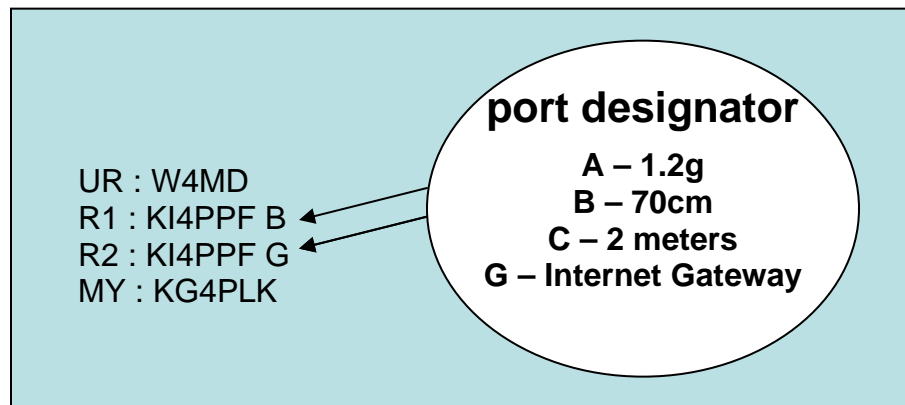 port designator
A – 1.2g
B – 70cm
C – 2 meters
G – Internet Gateway
UR : W4MD
R1 : KI4PPF B
R2 : KI4PPF G
MY : KG4PLK